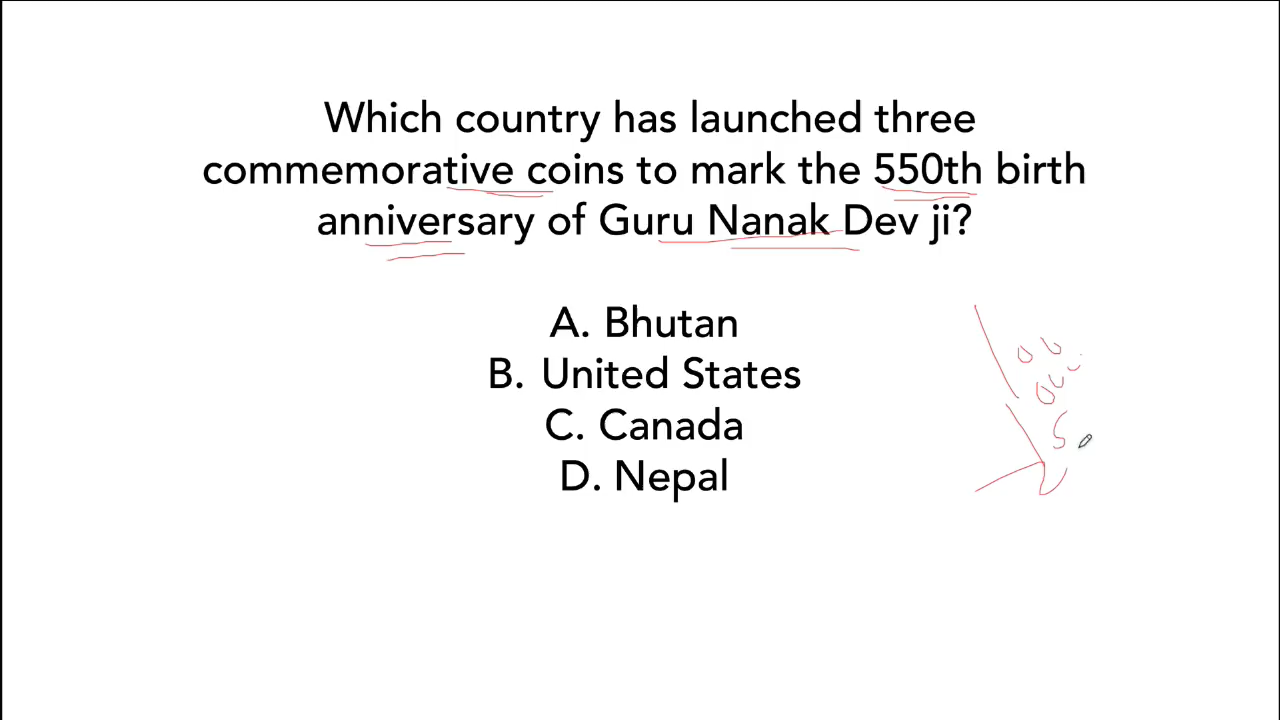 Which country has launched three
commemorative coins to mark the 550th birth
anniversary of Guru Nanak Dev ji?
A. Bhutan
B. United States
C. Canada
D. Nepal